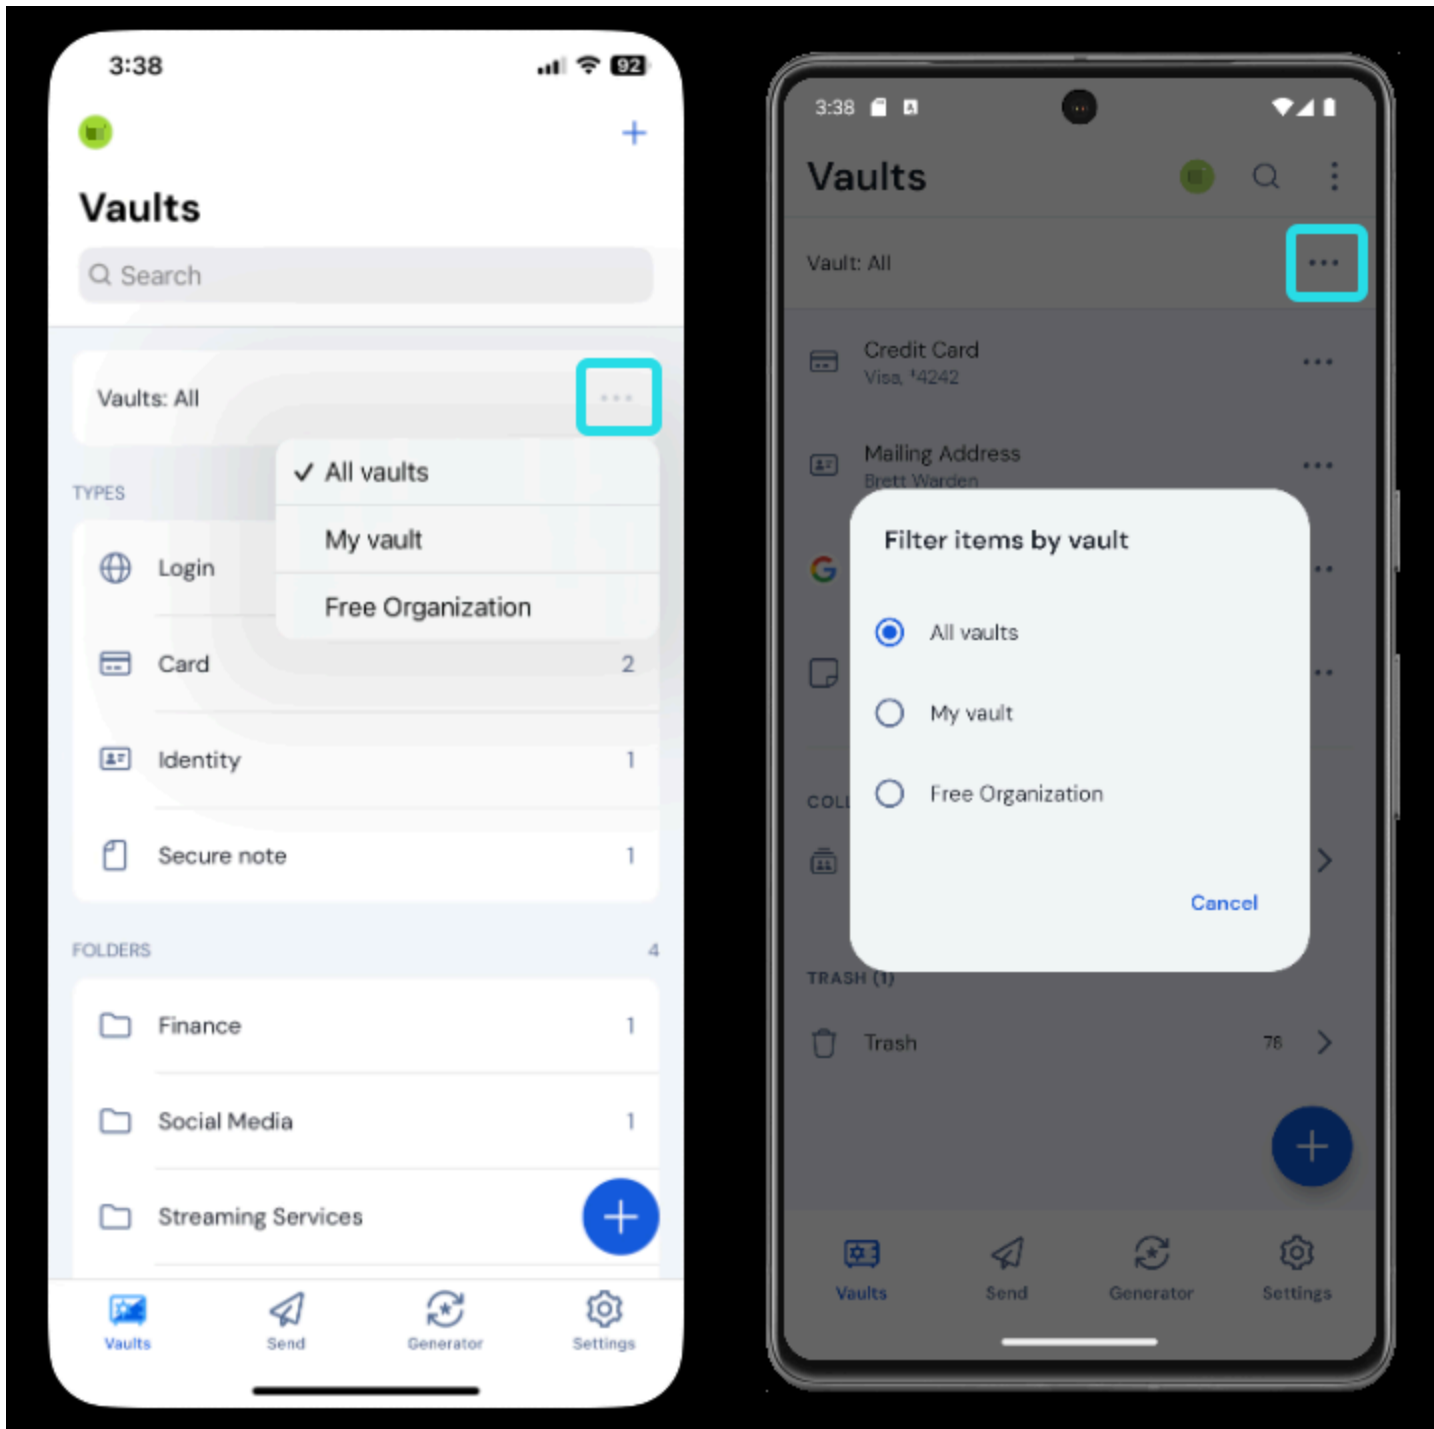 3:38
92
Vaults
Search
Vaults: All
All vaults
My vault
Free Organization
TYPES
Login
Card 2
Identity 1
Secure note 1
FOLDERS 4
Finance 1
Social Media 1
Streaming Services
Vaults Send Generator Settings
3:38
Vaults
Vault: All
Credit Card
Visa, *4242
Mailing Address
Brett Warden
Filter items by vault
All vaults
My vault
Free Organization
COLL
Cancel
TRASH (1)
Trash 78
Vaults Send Generator Settings